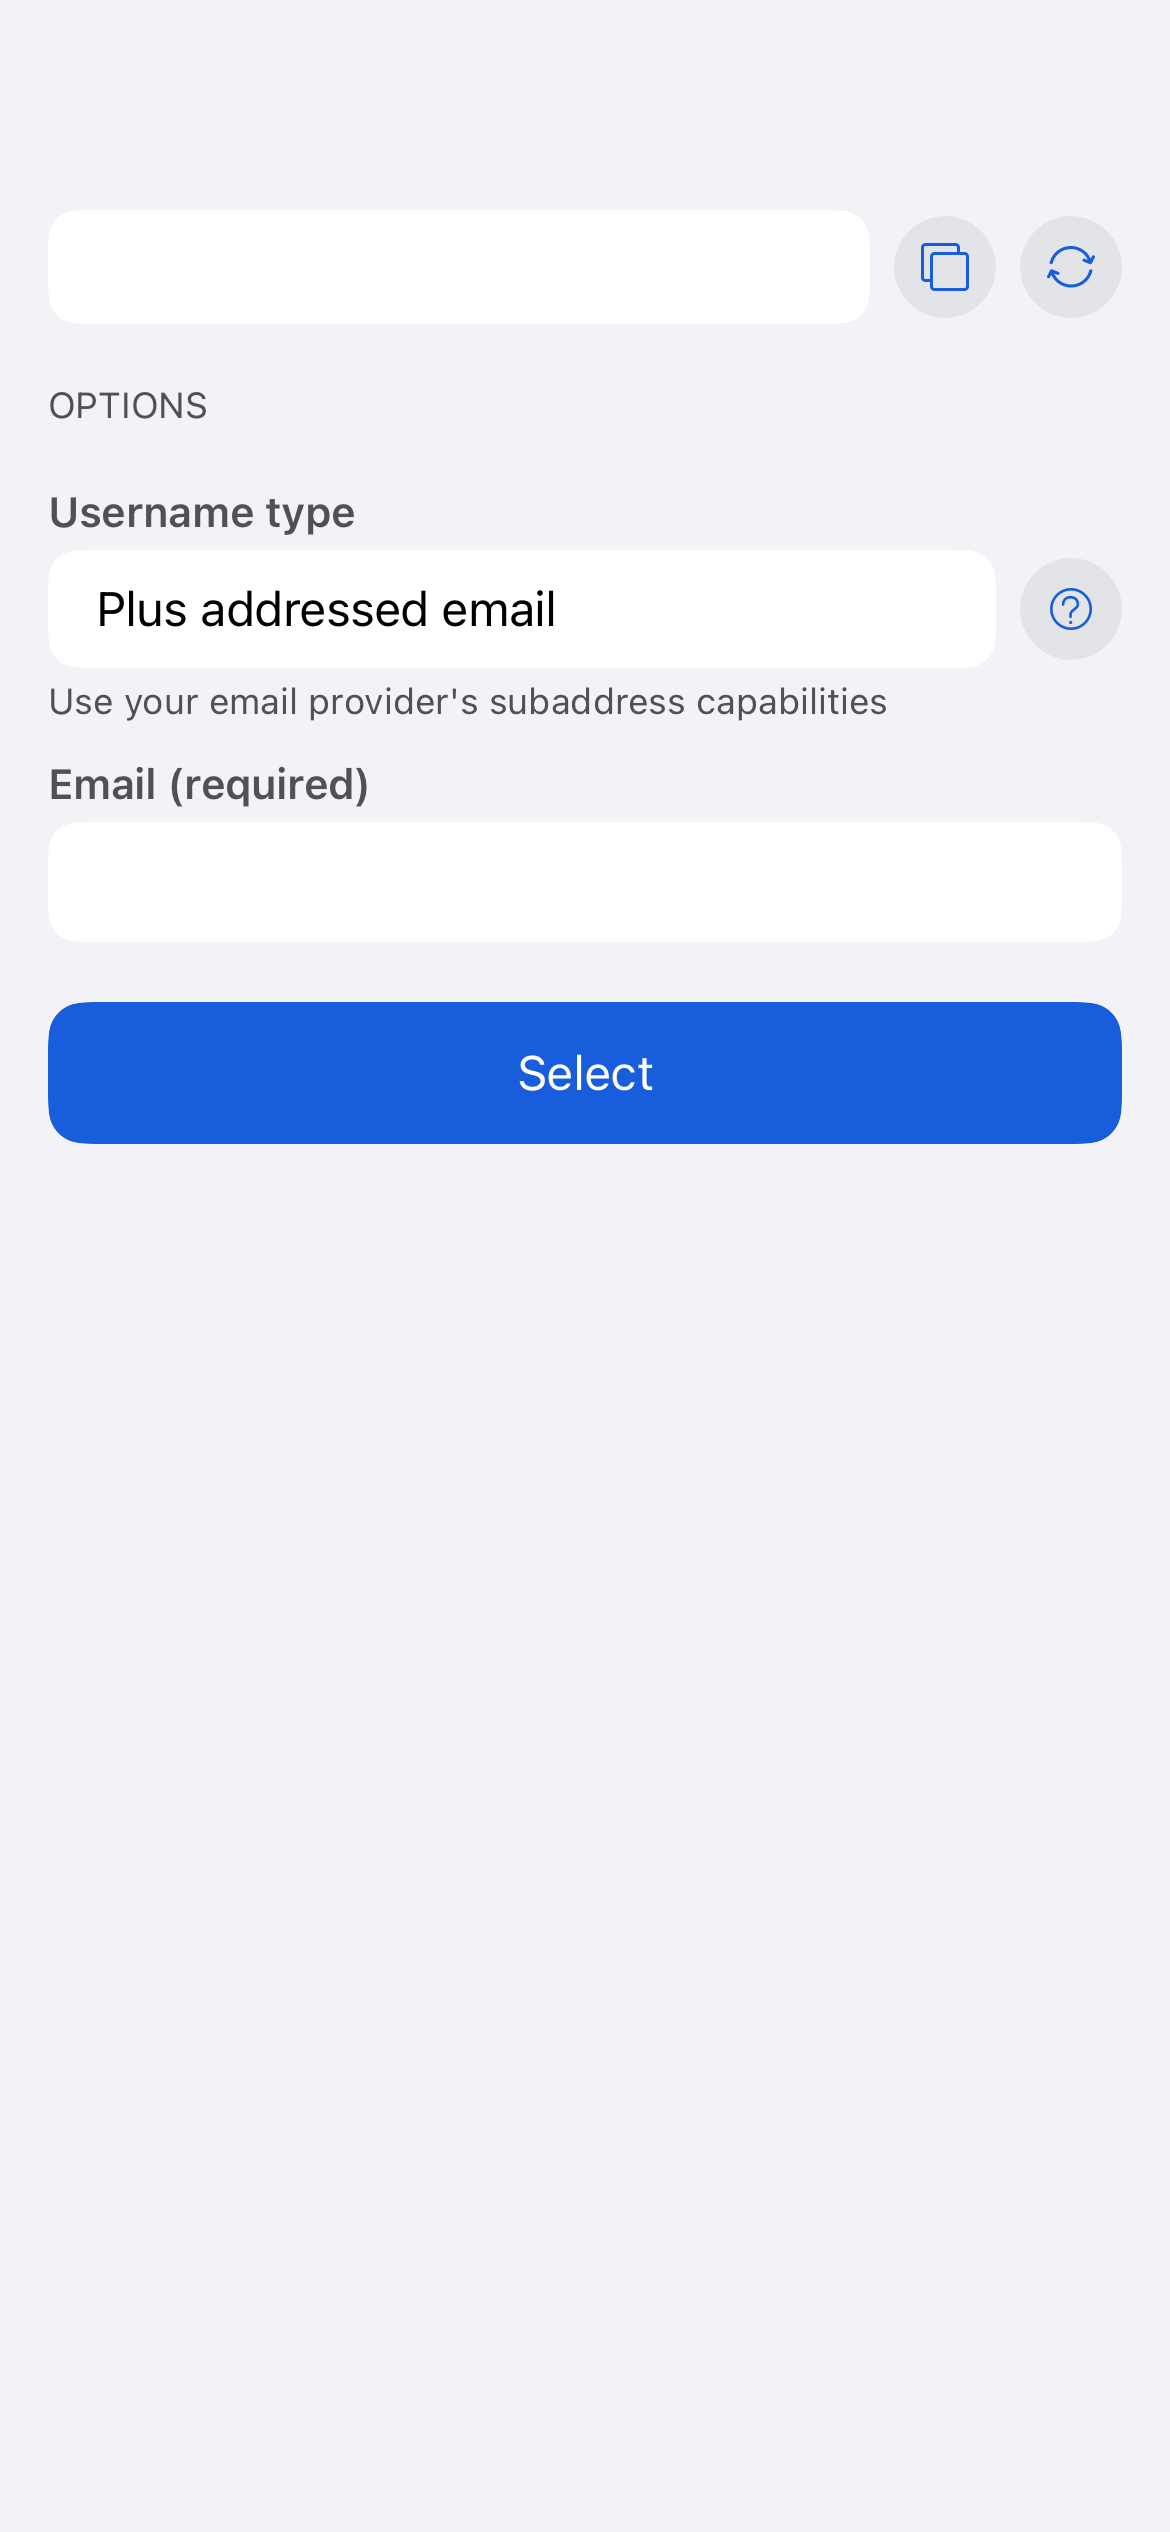 OPTIONS
Username type
Plus addressed email
Use your email provider's subaddress capabilities
Email (required)
Select